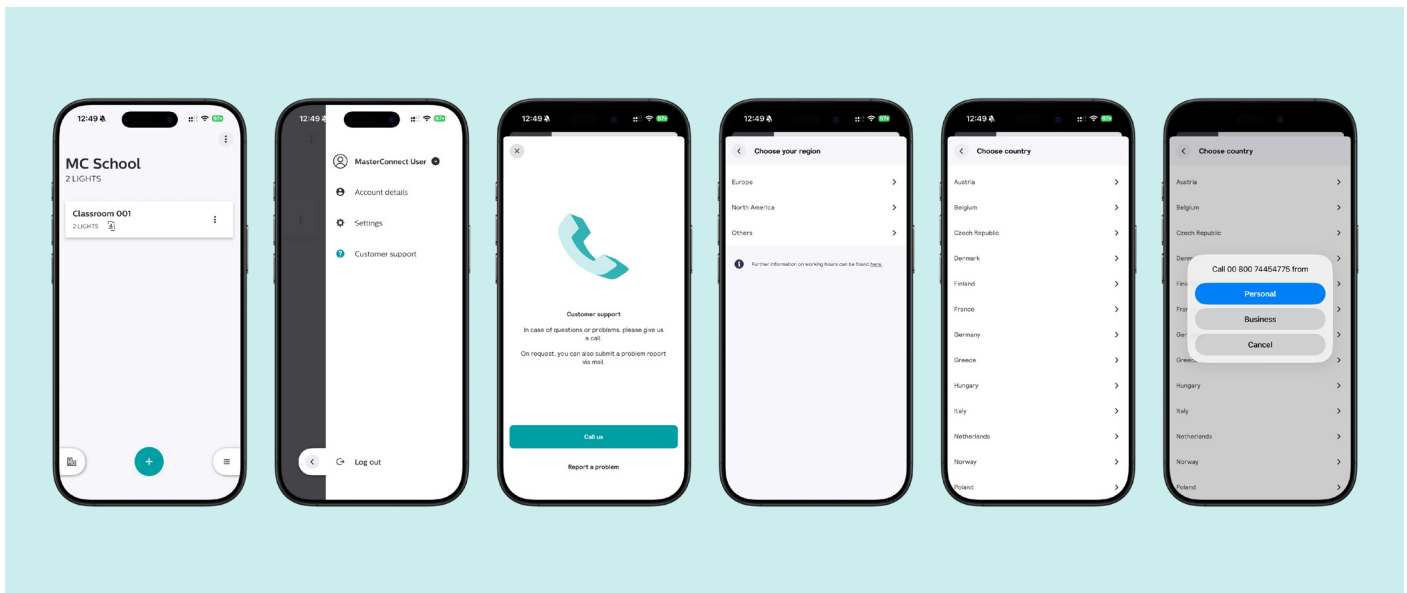 12:49
MC School
2 LIGHTS
Classroom 001
2 LIGHTS
12:49
MasterConnect User
Account details
Settings
Customer support
Log out
12:49
Customer support
In case of questions or problems, please give us
a call.
On request, you can also submit a problem report
via mail.
Call us
Report a problem
12:49
Choose your region
Europe
North America
Others
Further information on working hours can be found here.
12:49
Choose country
Austria
Belgium
Czech Republic
Denmark
Finland
France
Germany
Greece
Hungary
Italy
Netherlands
Norway
Poland
12:49
Choose country
Austria
Belgium
Czech Republic
Call 00 800 74454775 from
Personal
Business
Cancel
Hungary
Italy
Netherlands
Norway
Poland